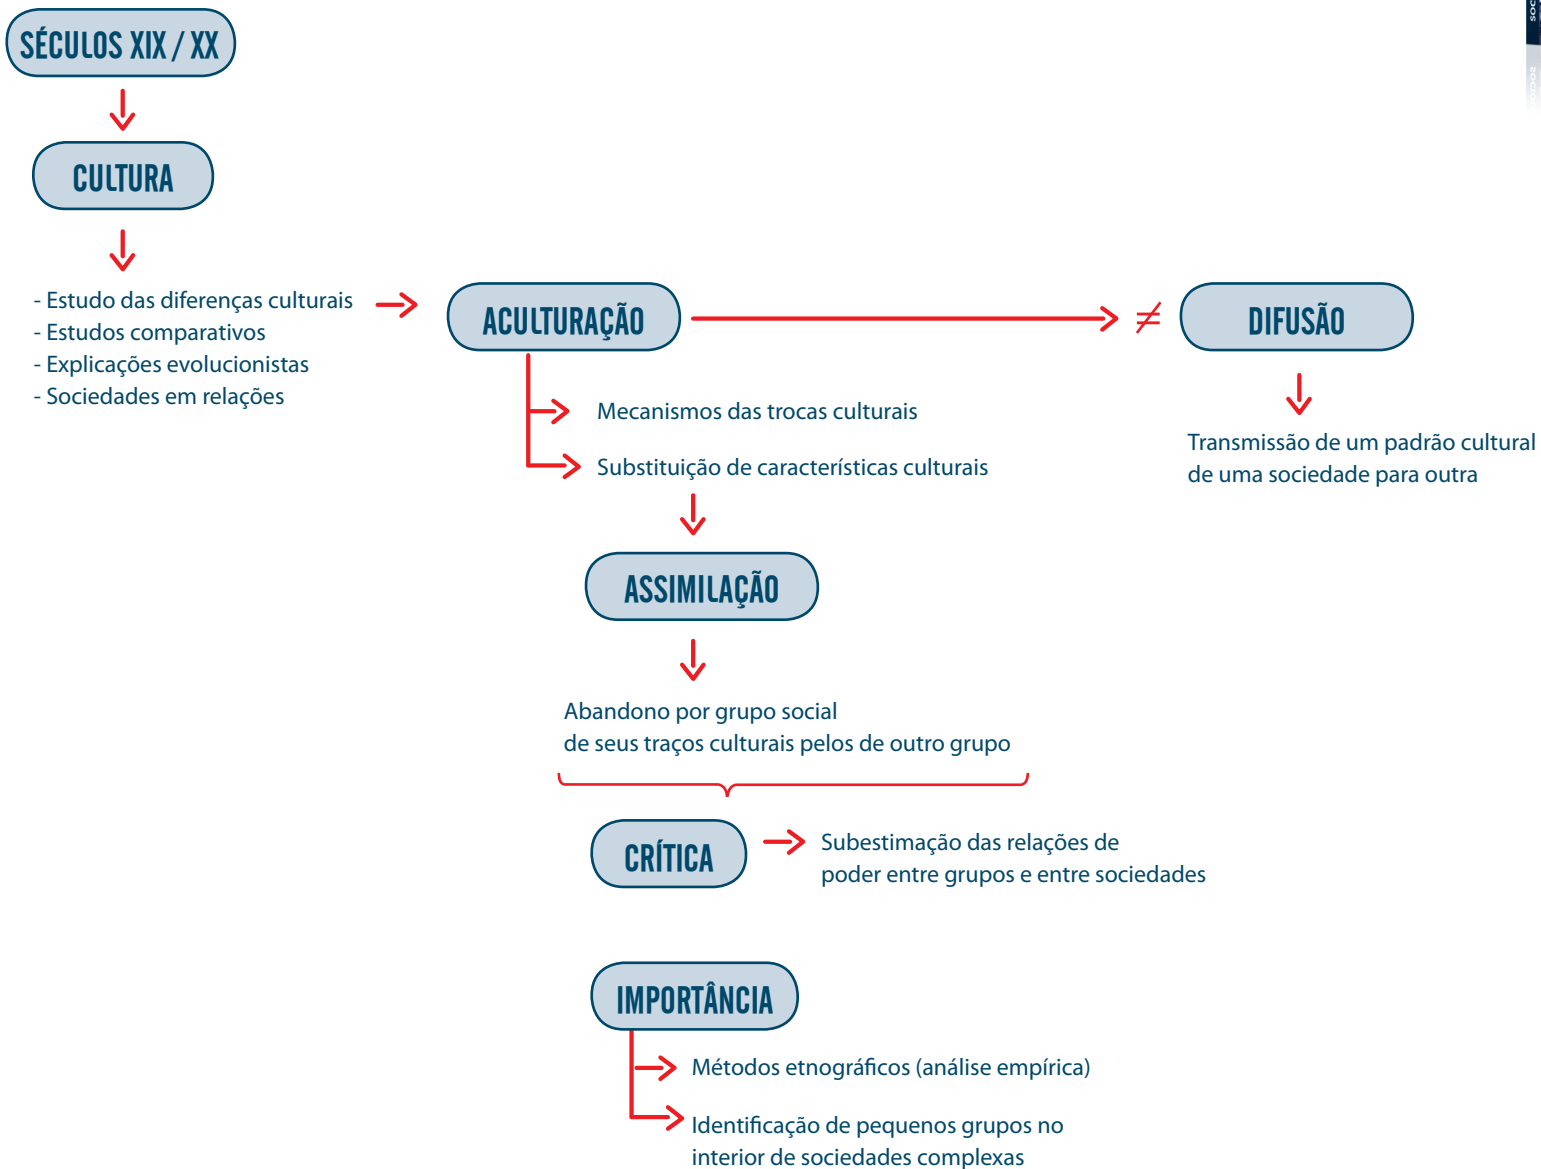 SÉCULOS XIX / XX
CULTURA
- Estudo das diferenças culturais
- Estudos comparativos
- Explicações evolucionistas
- Sociedades em relações
ACULTURAÇÃO
≠
DIFUSÃO
Mecanismos das trocas culturais
Substituição de características culturais
Transmissão de um padrão cultural
de uma sociedade para outra
ASSIMILAÇÃO
Abandono por grupo social
de seus traços culturais pelos de outro grupo
CRÍTICA
Subestimação das relações de
poder entre grupos e entre sociedades
IMPORTÂNCIA
Métodos etnográficos (análise empírica)
Identificação de pequenos grupos no
interior de sociedades complexas